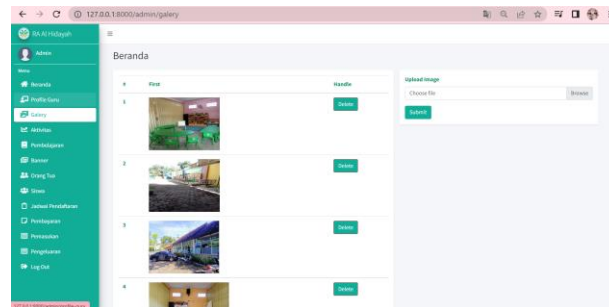 127.0.0.1:8000/admin/galery
RA Al Hidayah
Admin
Menu
Beranda
Profile Guru
Galery
Aktivitas
Pembelajaran
Banner
Orang Tua
Siswa
Jadwal Pendaftaran
Pembayaran
Pemasukan
Pengeluaran
Log Out
Beranda
# First Handle
1 Delete
2 Delete
3 Delete
4 Delete
Upload Image
Choose file Browse
Submit